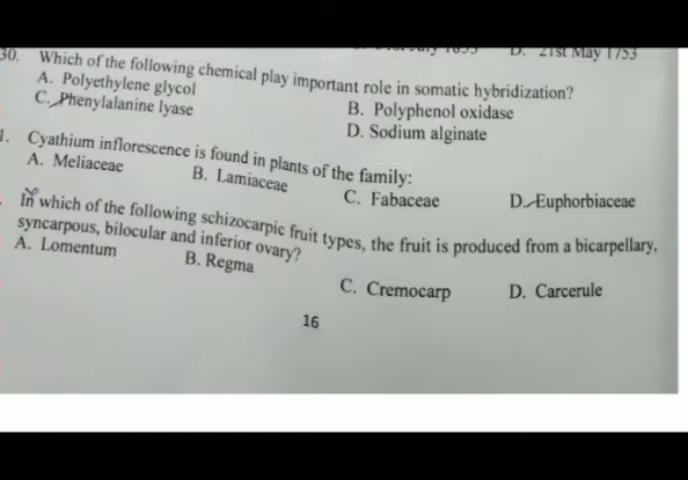 D. 21st May 1753
30. Which of the following chemical play important role in somatic hybridization?
A. Polyethylene glycol
B. Polyphenol oxidase
C. Phenylalanine lyase
D. Sodium alginate
1. Cyathium inflorescence is found in plants of the family:
A. Meliaceae B. Lamiaceae C. Fabaceae D. Euphorbiaceae
In which of the following schizocarpic fruit types, the fruit is produced from a bicarpellary,
syncarpous, bilocular and inferior ovary?
A. Lomentum B. Regma C. Cremocarp D. Carcerule
16